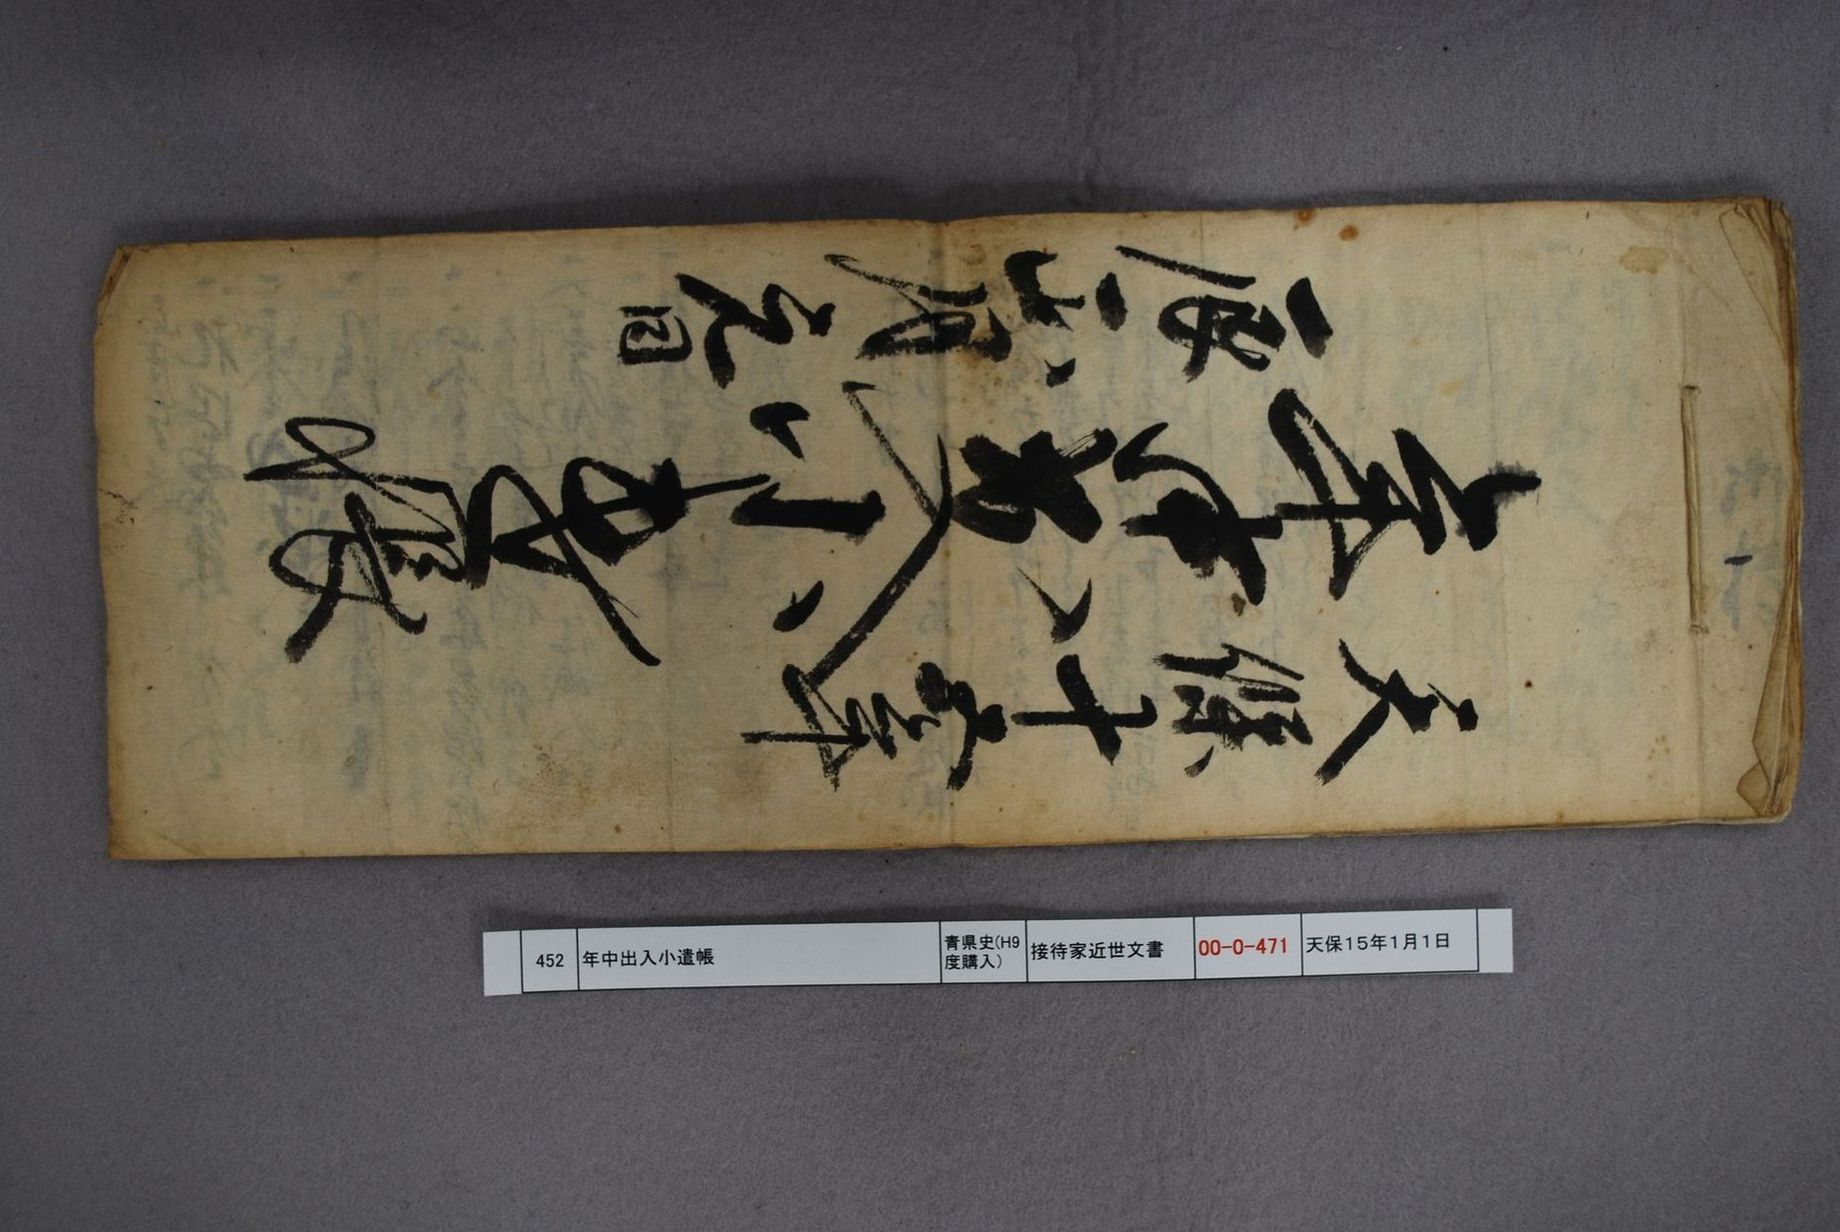 天保十五年
年中出入小遣帳
辰正月元日
452
年中出入小遣帳
青県史(H9
度購入)
接待家近世文書
00-0-471
天保15年1月1日